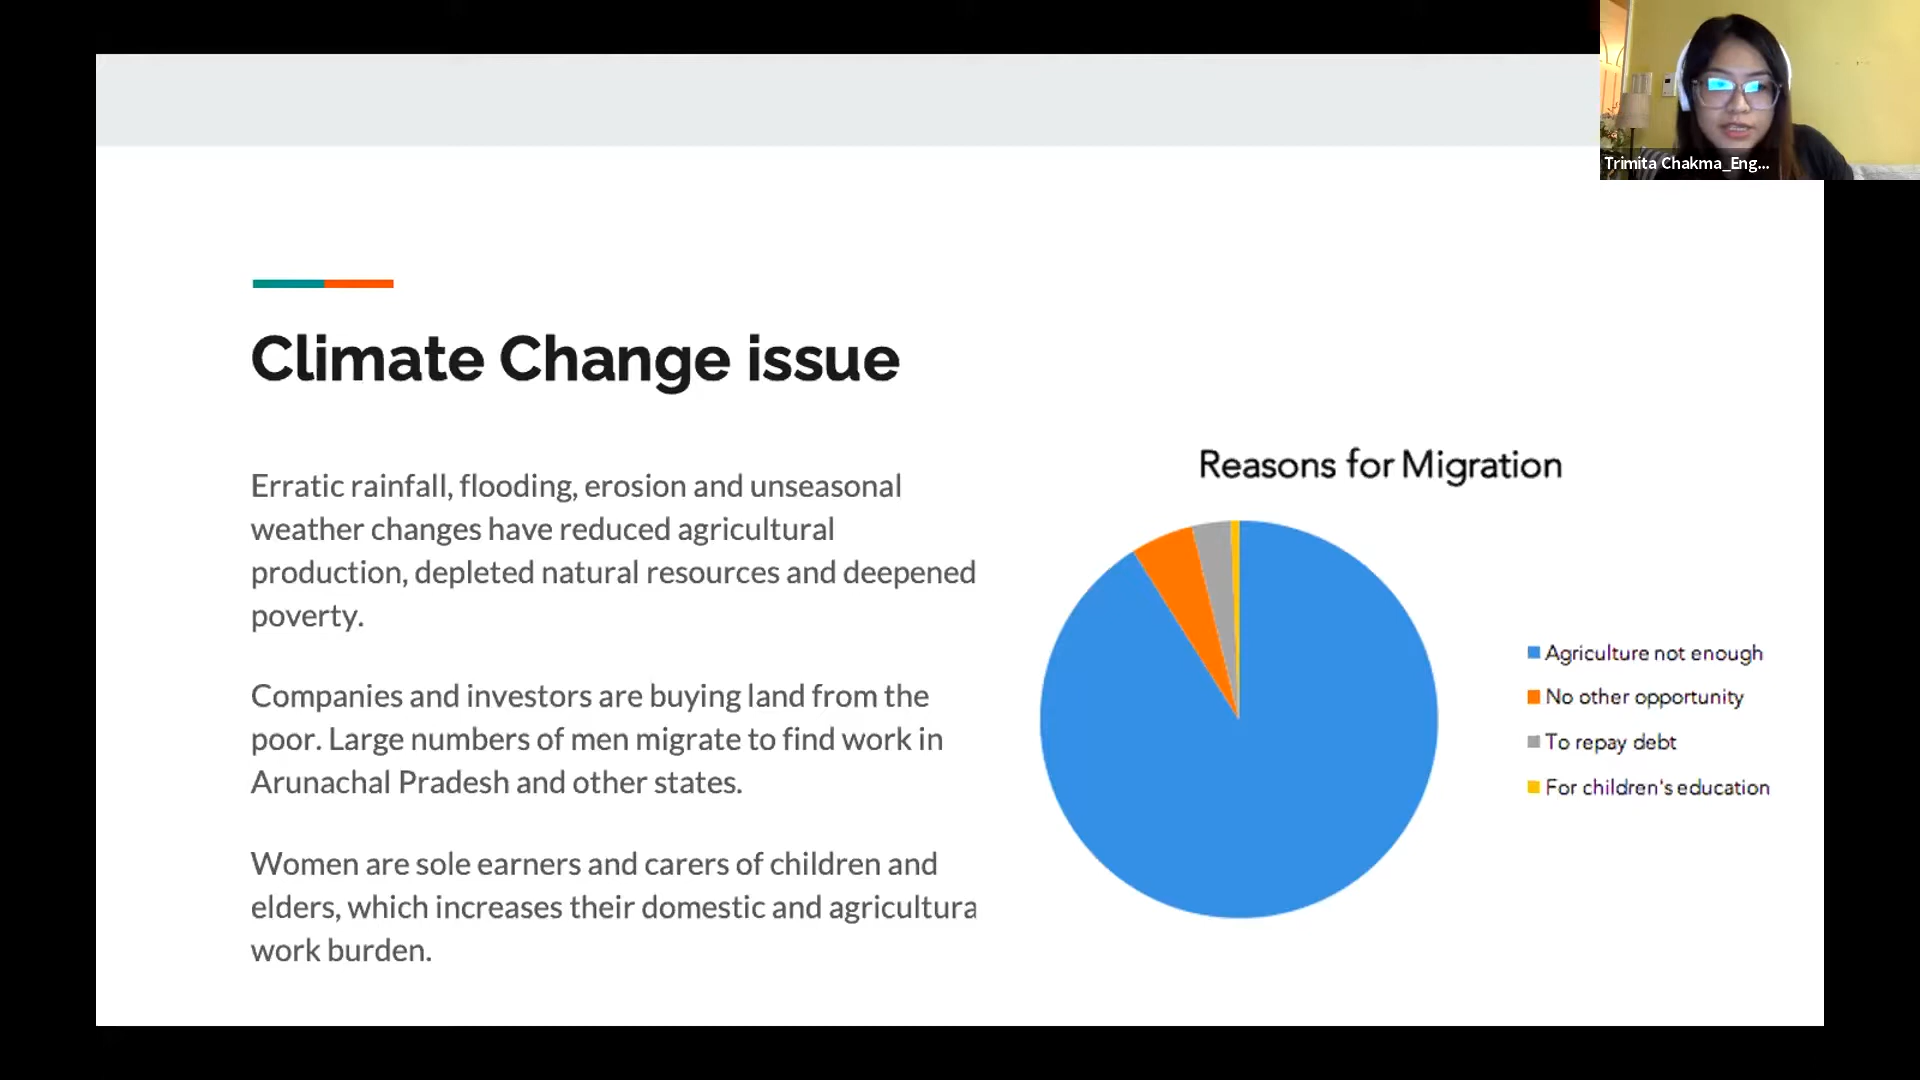 Trimita Chakma_Eng...
Climate Change issue
Erratic rainfall, flooding, erosion and unseasonal
weather changes have reduced agricultural
production, depleted natural resources and deepened
poverty.
Companies and investors are buying land from the
poor. Large numbers of men migrate to find work in
Arunachal Pradesh and other states.
Women are sole earners and carers of children and
elders, which increases their domestic and agricultura
work burden.
Reasons for Migration
Agriculture not enough
No other opportunity
To repay debt
For children's education